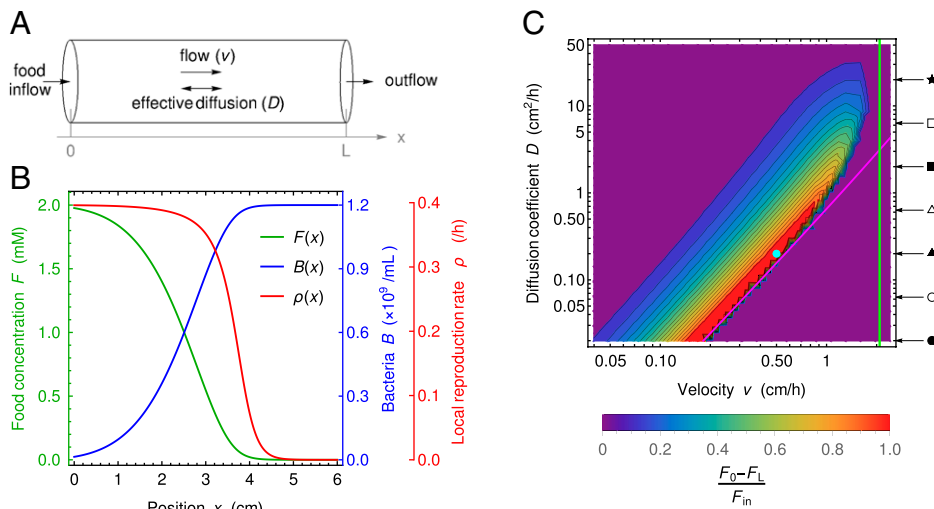 A
food
inflow
flow (v)
effective diffusion (D)
outflow
0
L
x
B
2.0
1.5
1.0
0.5
0.0
Food concentration F (mM)
F(x)
B(x)
ρ(x)
1.2
0.9
0.6
0.3
0.0
Bacteria B (×10⁹ /mL)
0.4
0.3
0.2
0.1
0.0
Local reproduction rate ρ (/h)
0 1 2 3 4 5 6
Position x (cm)
C
50
10
5
1
0.50
0.10
0.05
Diffusion coefficient D (cm²/h)
0.05 0.10 0.50 1
Velocity v (cm/h)
0 0.2 0.4 0.6 0.8 1.0
F₀–F_L
F_in